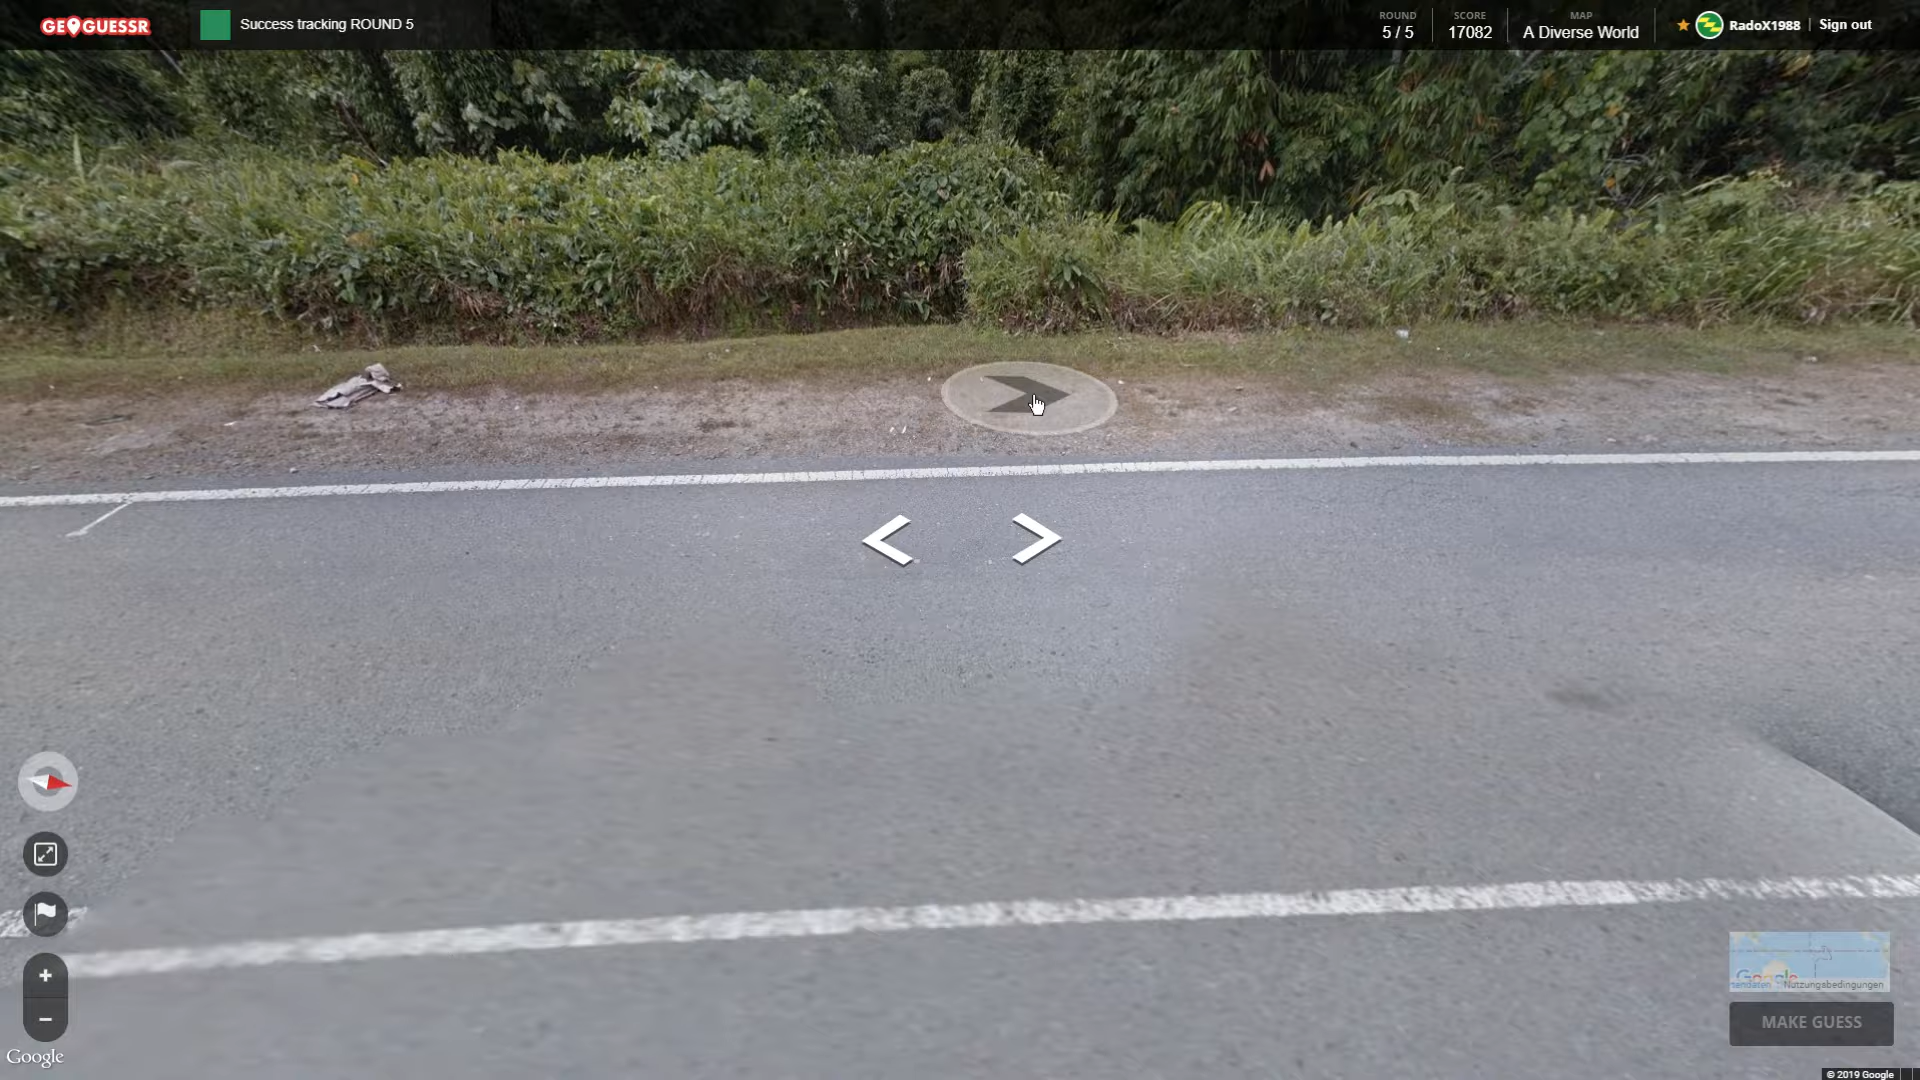 GEOGUESSR
Success tracking ROUND 5
ROUND
5 / 5
SCORE
17082
MAP
A Diverse World
RadoX1988
Sign out
Google
Google
Nutzungsbedingungen
MAKE GUESS
© 2019 Google